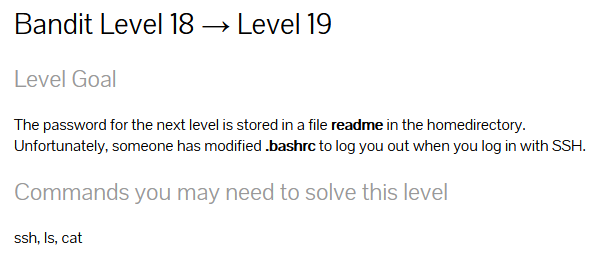 Bandit Level 18 → Level 19
Level Goal
The password for the next level is stored in a file readme in the homedirectory.
Unfortunately, someone has modified .bashrc to log you out when you log in with SSH.
Commands you may need to solve this level
ssh, ls, cat